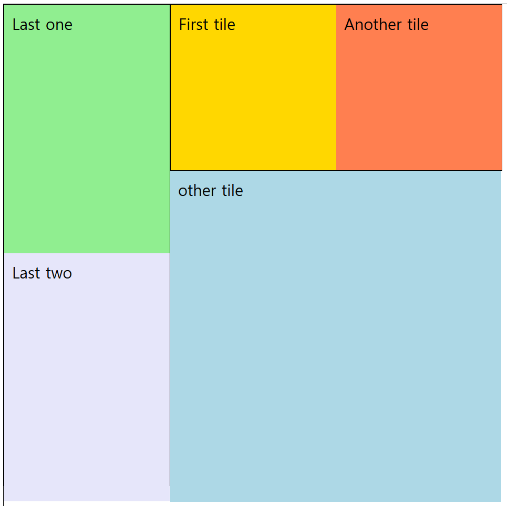 Last one
First tile
Another tile
other tile
Last two